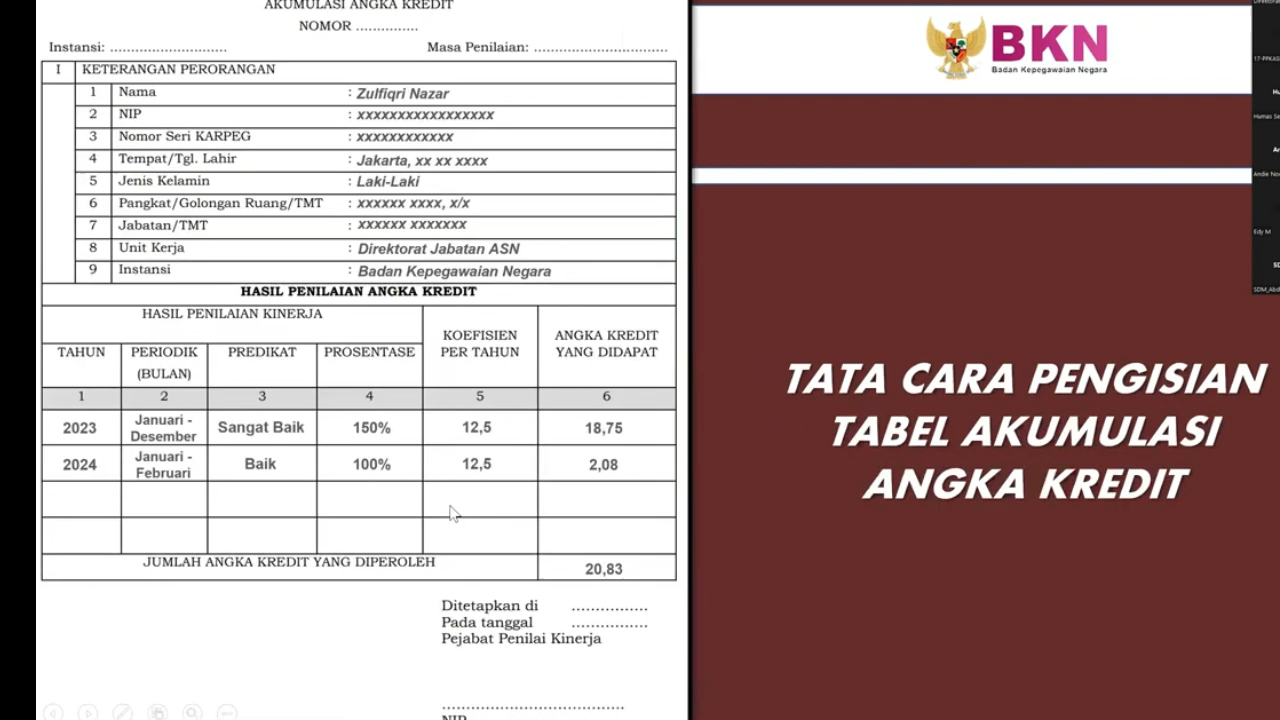 AKUMULASI ANGKA KREDIT
NOMOR ...............
Instansi: ............................
Masa Penilaian: ................................
I KETERANGAN PERORANGAN
1 Nama : Zulfiqri Nazar
2 NIP : xxxxxxxxxxxxxxxxx
3 Nomor Seri KARPEG : xxxxxxxxxxxx
4 Tempat/Tgl. Lahir : Jakarta, xx xx xxxx
5 Jenis Kelamin : Laki-Laki
6 Pangkat/Golongan Ruang/TMT : xxxxxx xxxx, x/x
7 Jabatan/TMT : xxxxxx xxxxxxx
8 Unit Kerja : Direktorat Jabatan ASN
9 Instansi : Badan Kepegawaian Negara
HASIL PENILAIAN ANGKA KREDIT
HASIL PENILAIAN KINERJA
KOEFISIEN
PER TAHUN
ANGKA KREDIT
YANG DIDAPAT
TAHUN
PERIODIK
(BULAN)
PREDIKAT
PROSENTASE
1 2 3 4 5 6
2023
Januari -
Desember
Sangat Baik
150%
12,5
18,75
2024
Januari -
Februari
Baik
100%
12,5
2,08
JUMLAH ANGKA KREDIT YANG DIPEROLEH
20,83
Ditetapkan di ................
Pada tanggal ................
Pejabat Penilai Kinerja
......................................
NIP
BKN
Badan Kepegawaian Negara
TATA CARA PENGISIAN
TABEL AKUMULASI
ANGKA KREDIT
Humas Se
Edy M